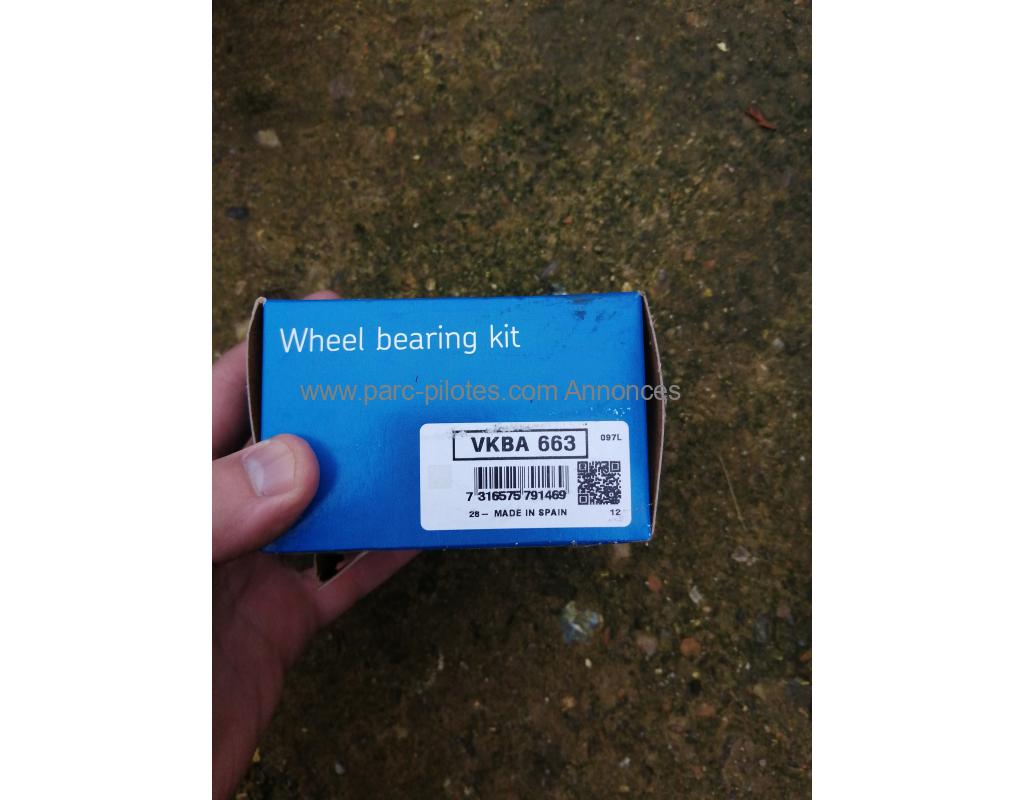 Wheel bearing kit
www.parc-pilotes.com Annonces
VKBA 663
097L
7 316575 791469
28- MADE IN SPAIN
12